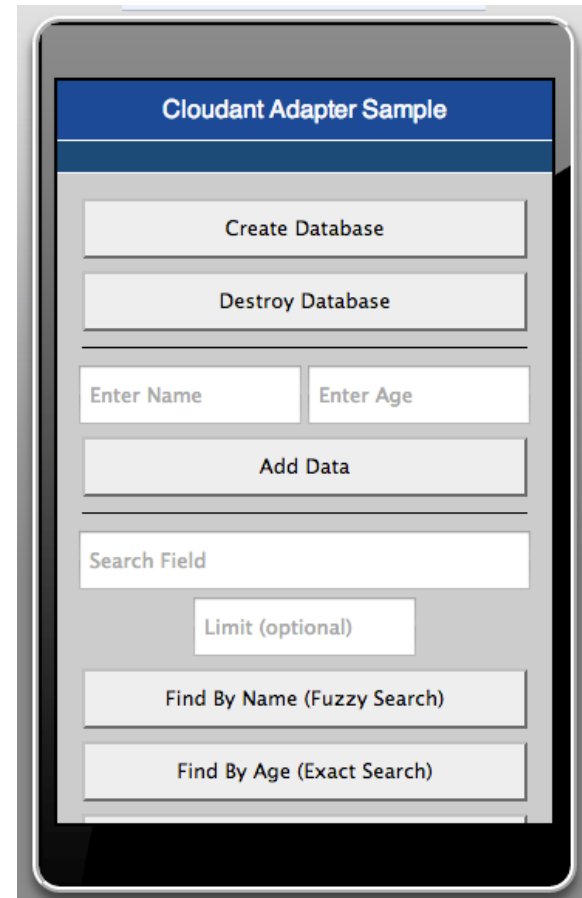 Cloudant Adapter Sample
Create Database
Destroy Database
Enter Name Enter Age
Add Data
Search Field
Limit (optional)
Find By Name (Fuzzy Search)
Find By Age (Exact Search)